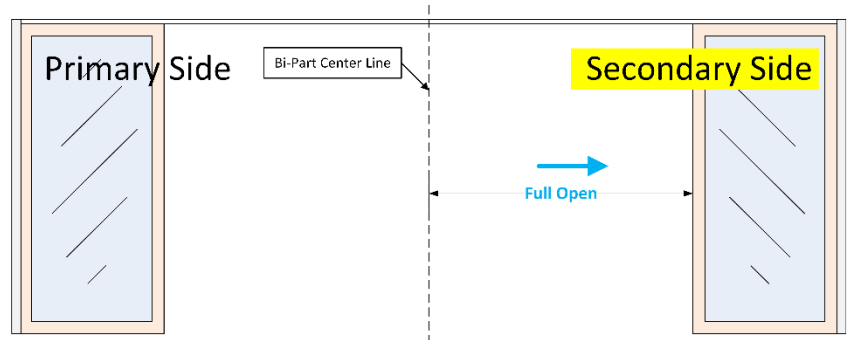 Primary Side
Bi-Part Center Line
Secondary Side
Full Open